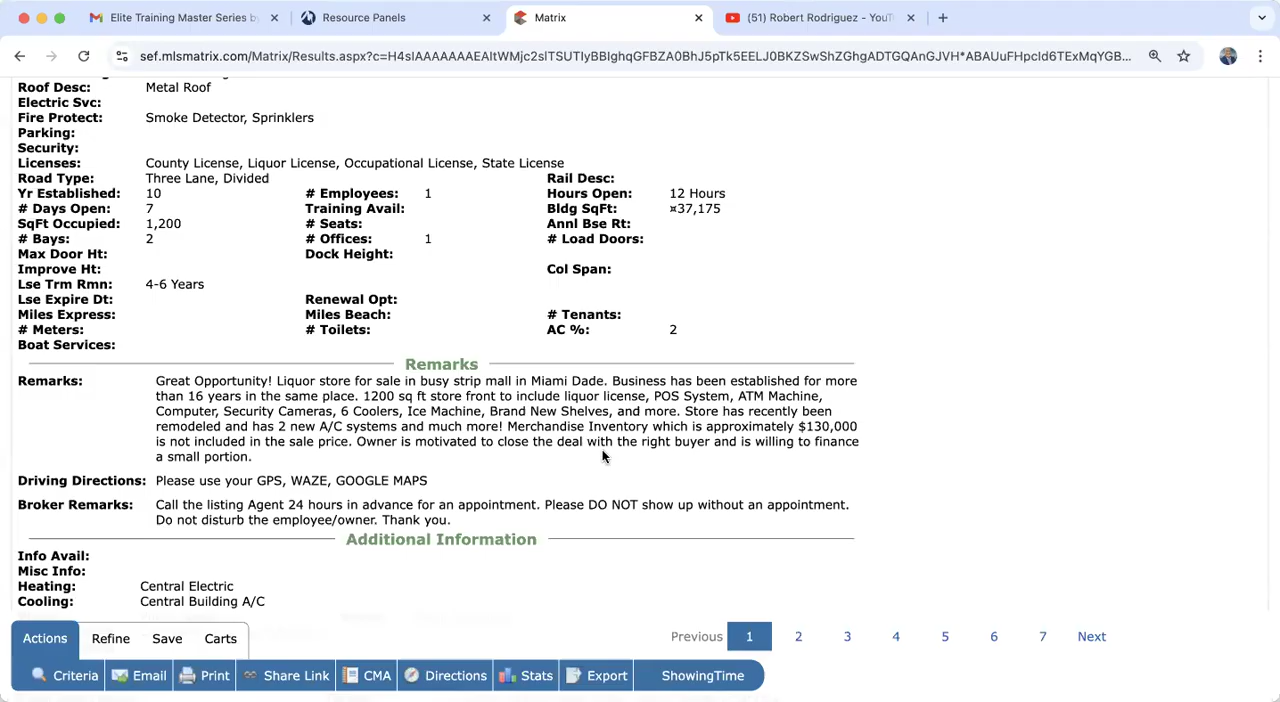 Elite Training Master Series by
Resource Panels
Matrix
(51) Robert Rodriguez - YouT
sef.mlsmatrix.com/Matrix/Results.aspx?c=H4sIAAAAAAAEAItWMjc2slTSUTIyBBIghqGFBZA0BhJ5pTk5EELJ0BKZSwShZGhgADTGQAnGJVH*ABAUuFHpcId6TExMqYGB...
Roof Desc: Metal Roof
Electric Svc:
Fire Protect: Smoke Detector, Sprinklers
Parking:
Security:
Licenses: County License, Liquor License, Occupational License, State License
Road Type: Three Lane, Divided Rail Desc:
Yr Established: 10 # Employees: 1 Hours Open: 12 Hours
# Days Open: 7 Training Avail: Bldg SqFt: ¤37,175
SqFt Occupied: 1,200 # Seats: Annl Bse Rt:
# Bays: 2 # Offices: 1 # Load Doors:
Max Door Ht: Dock Height:
Improve Ht: Col Span:
Lse Trm Rmn: 4-6 Years
Lse Expire Dt: Renewal Opt:
Miles Express: Miles Beach: # Tenants:
# Meters: # Toilets: AC %: 2
Boat Services:
Remarks
Remarks: Great Opportunity! Liquor store for sale in busy strip mall in Miami Dade. Business has been established for more
than 16 years in the same place. 1200 sq ft store front to include liquor license, POS System, ATM Machine,
Computer, Security Cameras, 6 Coolers, Ice Machine, Brand New Shelves, and more. Store has recently been
remodeled and has 2 new A/C systems and much more! Merchandise Inventory which is approximately $130,000
is not included in the sale price. Owner is motivated to close the deal with the right buyer and is willing to finance
a small portion.
Driving Directions: Please use your GPS, WAZE, GOOGLE MAPS
Broker Remarks: Call the listing Agent 24 hours in advance for an appointment. Please DO NOT show up without an appointment.
Do not disturb the employee/owner. Thank you.
Additional Information
Info Avail:
Misc Info:
Heating: Central Electric
Cooling: Central Building A/C
Actions Refine Save Carts Previous 1 2 3 4 5 6 7 Next
Criteria Email Print Share Link CMA Directions Stats Export ShowingTime